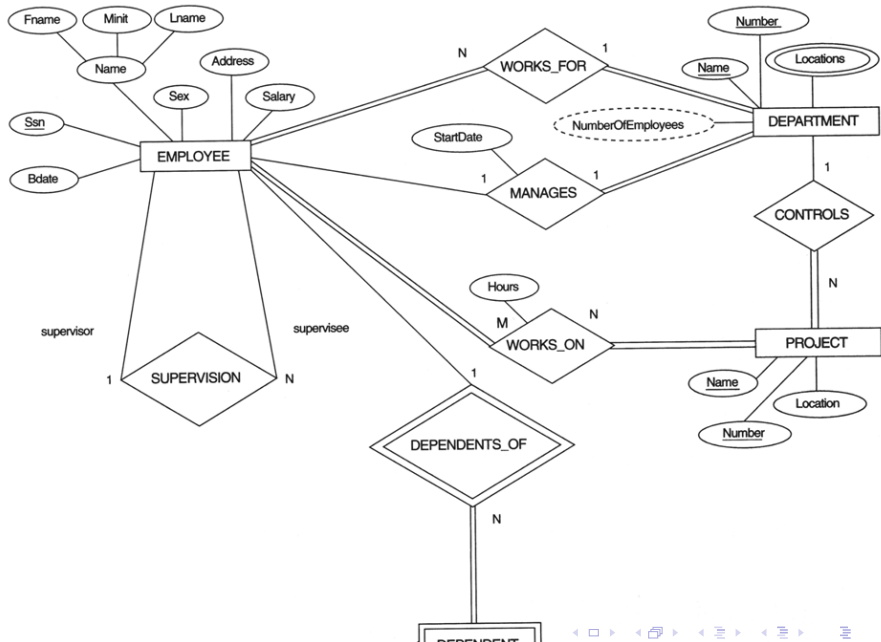 Fname
Minit
Lname
Name
Number
Address
N
1
WORKS_FOR
Name
Locations
Sex
Salary
Ssn
StartDate
NumberOfEmployees
DEPARTMENT
EMPLOYEE
Bdate
1
1
MANAGES
1
CONTROLS
Hours
N
supervisor
supervisee
M
N
WORKS_ON
PROJECT
1
SUPERVISION
N
1
Name
Location
Number
DEPENDENTS_OF
N
DEPENDENT